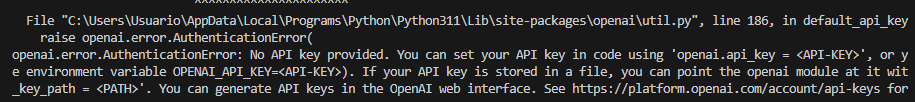 ^^^^^^^^^^^^^^^^^^^^^^
File "C:\Users\Usuario\AppData\Local\Programs\Python\Python311\Lib\site-packages\openai\util.py", line 186, in default_api_key
raise openai.error.AuthenticationError(
openai.error.AuthenticationError: No API key provided. You can set your API key in code using 'openai.api_key = <API-KEY>', or y
e environment variable OPENAI_API_KEY=<API-KEY>). If your API key is stored in a file, you can point the openai module at it wit
_key_path = <PATH>'. You can generate API keys in the OpenAI web interface. See https://platform.openai.com/account/api-keys for